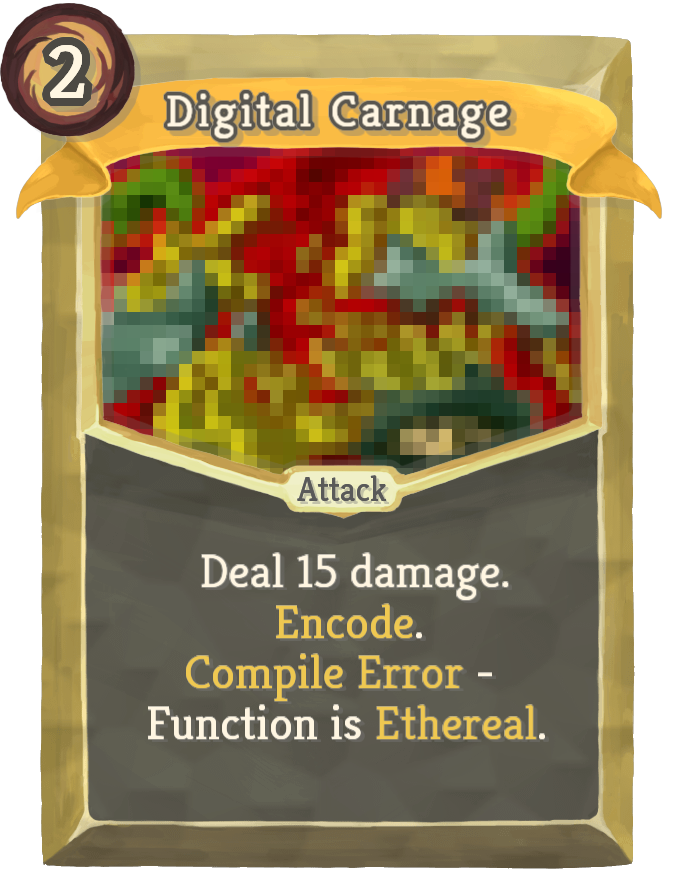 2
Digital Carnage
Attack
Deal 15 damage.
Encode.
Compile Error -
Function is Ethereal.